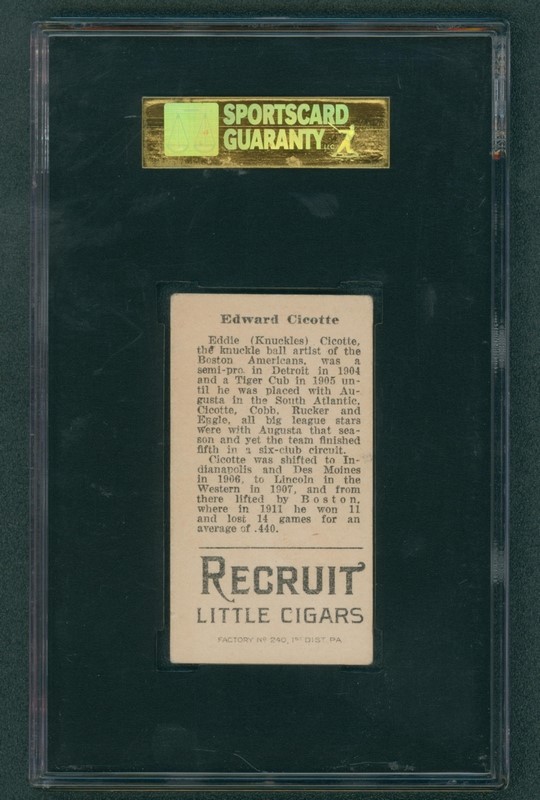 SPORTSCARD
GUARANTY LLC
Edward Cicotte
Eddie (Knuckles) Cicotte,
the knuckle ball artist of the
Boston Americans, was a
semi-pro. in Detroit in 1904
and a Tiger Cub in 1905 un-
til he was placed with Au-
gusta in the South Atlantic.
Cicotte, Cobb, Rucker and
Engle, all big league stars
were with Augusta that sea-
son and yet the team finished
fifth in a six-club circuit.
Cicotte was shifted to In-
dianapolis and Des Moines
in 1906, to Lincoln in the
Western in 1907, and from
there lifted by Boston,
where in 1911 he won 11
and lost 14 games for an
average of .440.
RECRUIT
LITTLE CIGARS
FACTORY Nº 240, 1ST DIST. PA.